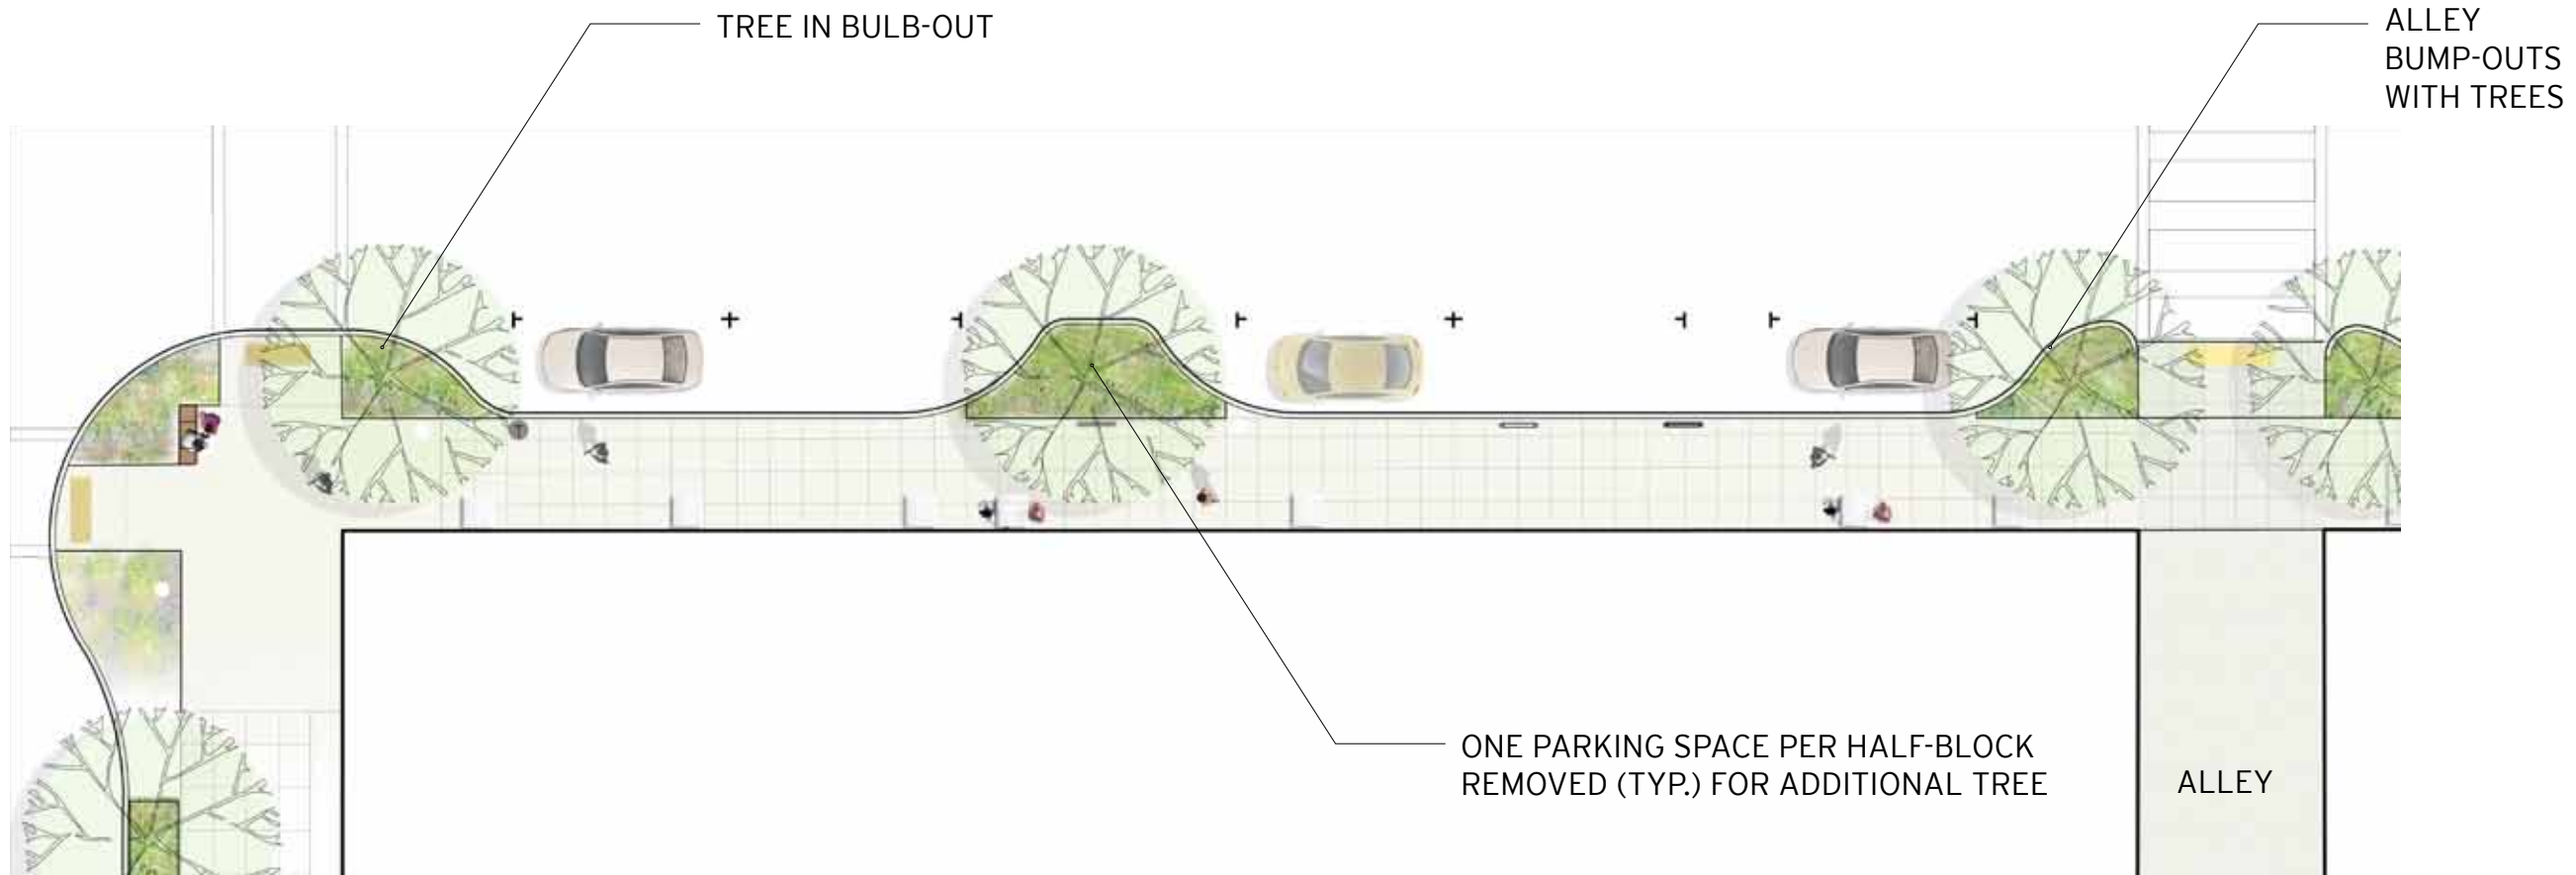 TREE IN BULB-OUT
ALLEY
BUMP-OUTS
WITH TREES
ONE PARKING SPACE PER HALF-BLOCK
REMOVED (TYP.) FOR ADDITIONAL TREE
ALLEY